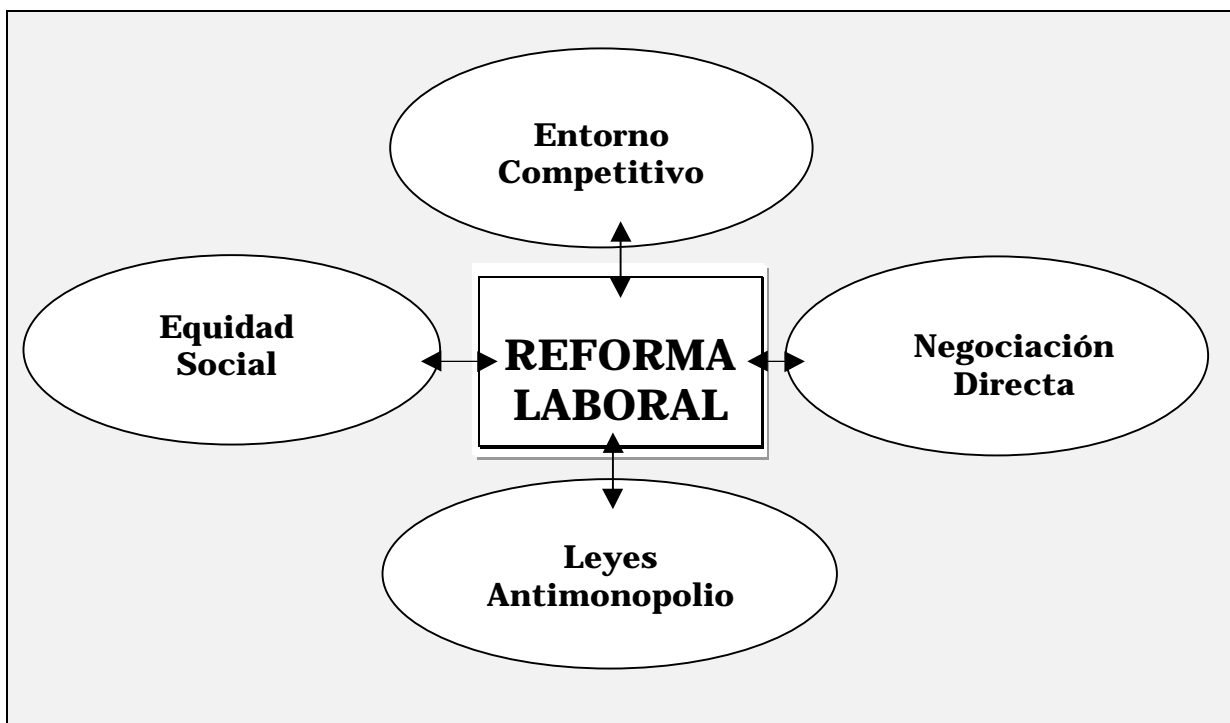 Entorno
Competitivo
Equidad
Social
REFORMA
LABORAL
Negociación
Directa
Leyes
Antimonopolio